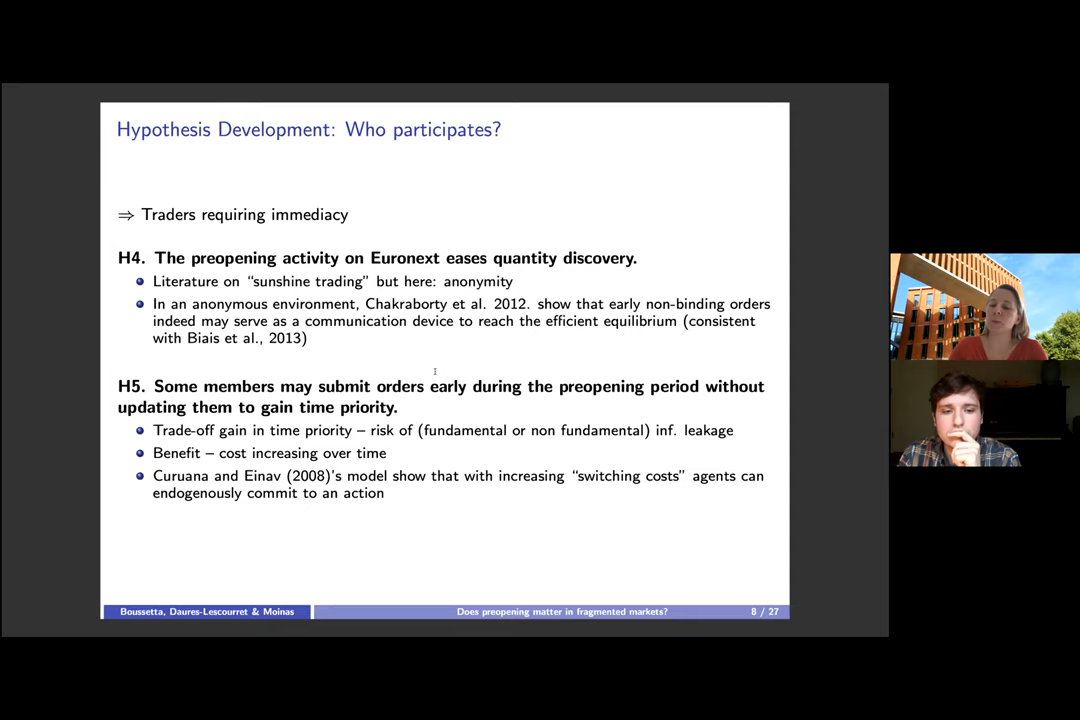 Hypothesis Development: Who participates?
⇒ Traders requiring immediacy
H4. The preopening activity on Euronext eases quantity discovery.
Literature on “sunshine trading” but here: anonymity
In an anonymous environment, Chakraborty et al. 2012. show that early non-binding orders
indeed may serve as a communication device to reach the efficient equilibrium (consistent
with Biais et al., 2013)
H5. Some members may submit orders early during the preopening period without
updating them to gain time priority.
Trade-off gain in time priority – risk of (fundamental or non fundamental) inf. leakage
Benefit – cost increasing over time
Curuana and Einav (2008)’s model show that with increasing “switching costs” agents can
endogenously commit to an action
Boussetta, Daures-Lescourret & Moinas
Does preopening matter in fragmented markets?
8 / 27